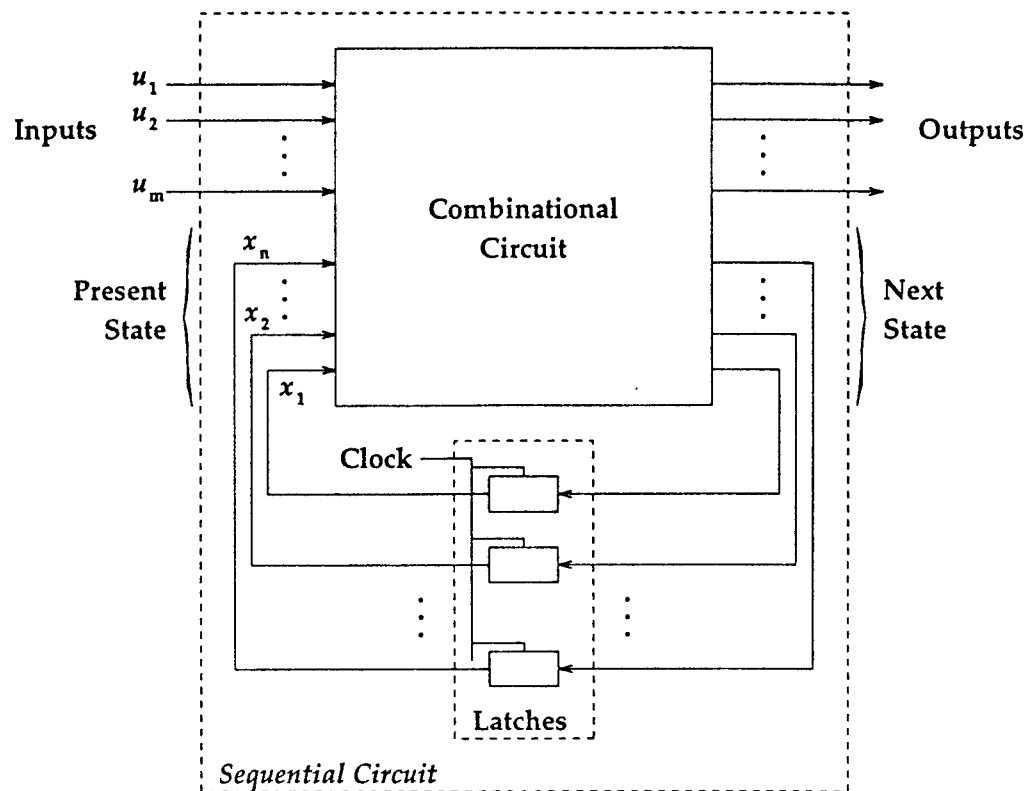 u1
u2
um
Inputs
Outputs
Combinational
Circuit
xn
x2
x1
Present
State
Next
State
Clock
Latches
Sequential Circuit